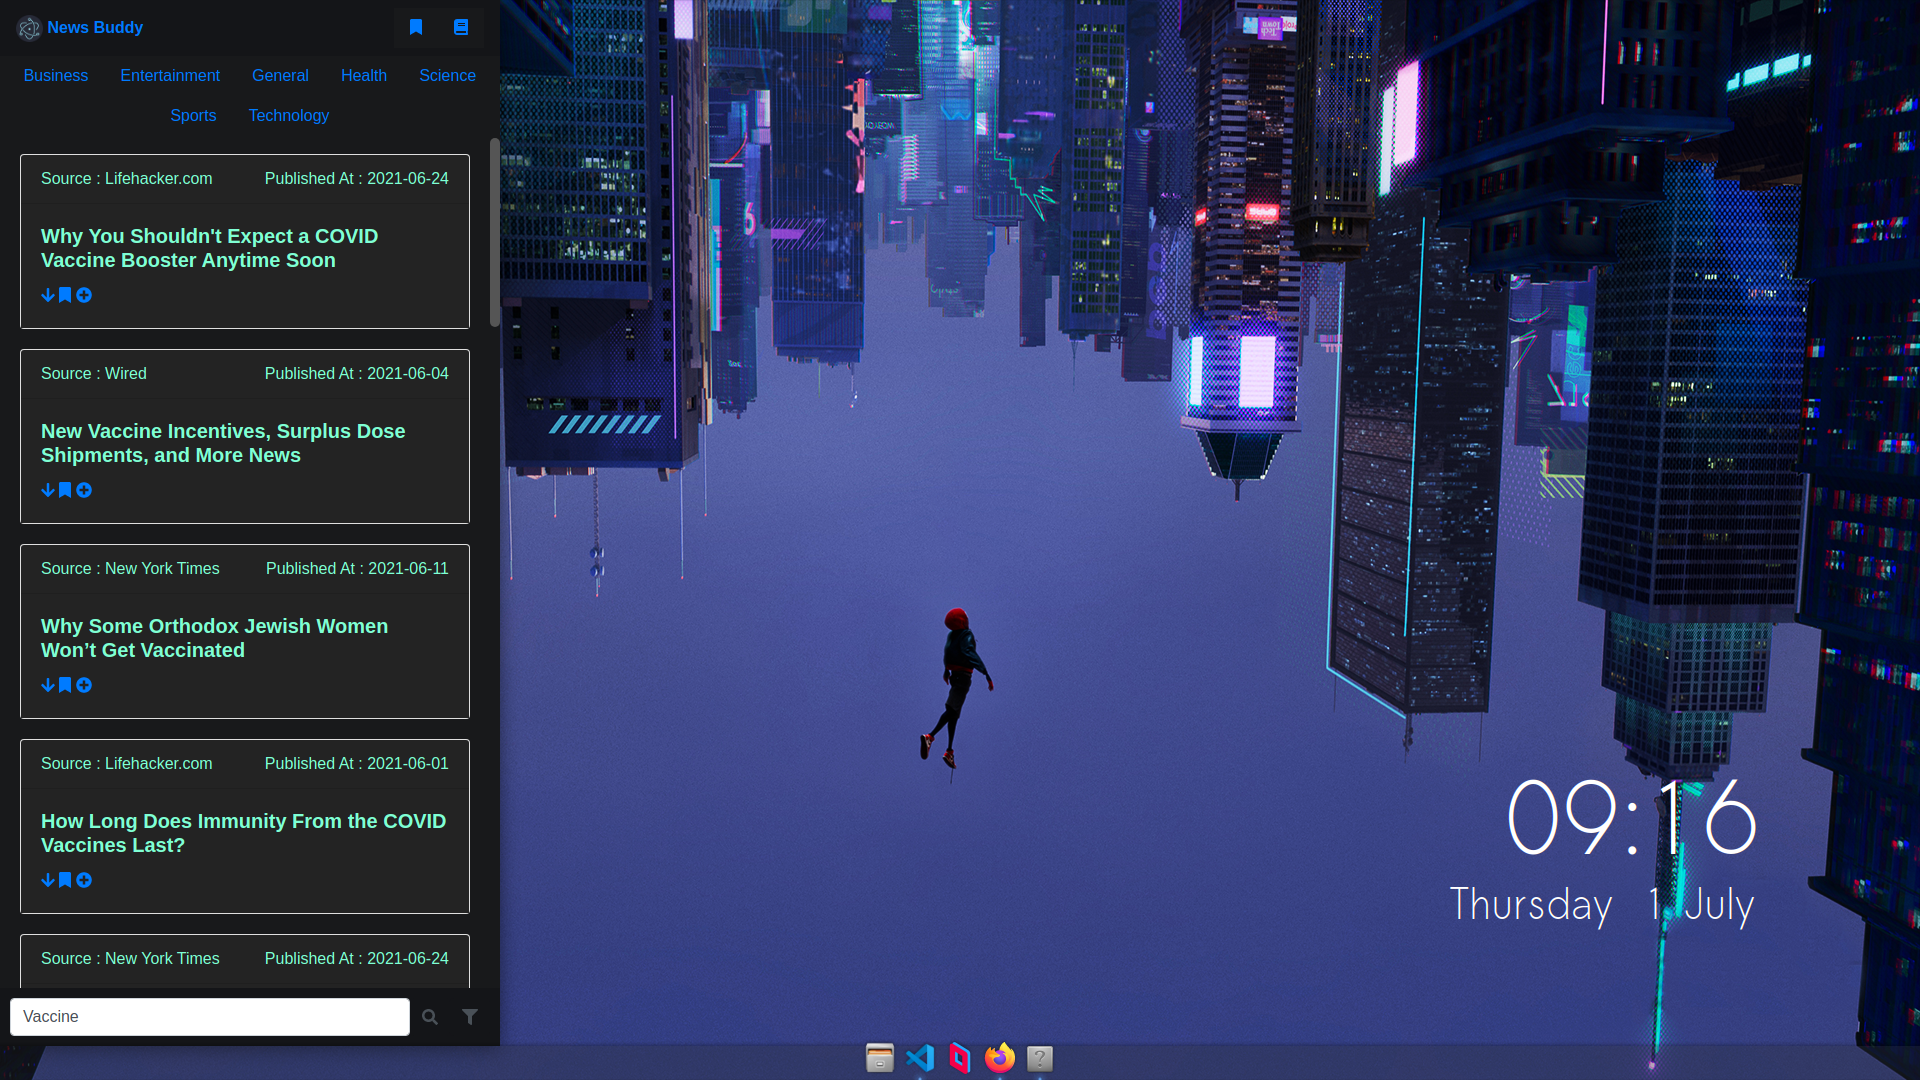 News Buddy
Business Entertainment General Health Science
Sports Technology
Source : Lifehacker.com Published At : 2021-06-24
Why You Shouldn't Expect a COVID
Vaccine Booster Anytime Soon
Source : Wired Published At : 2021-06-04
New Vaccine Incentives, Surplus Dose
Shipments, and More News
Source : New York Times Published At : 2021-06-11
Why Some Orthodox Jewish Women
Won’t Get Vaccinated
Source : Lifehacker.com Published At : 2021-06-01
How Long Does Immunity From the COVID
Vaccines Last?
Source : New York Times Published At : 2021-06-24
Vaccine
09:16
Thursday 1 July